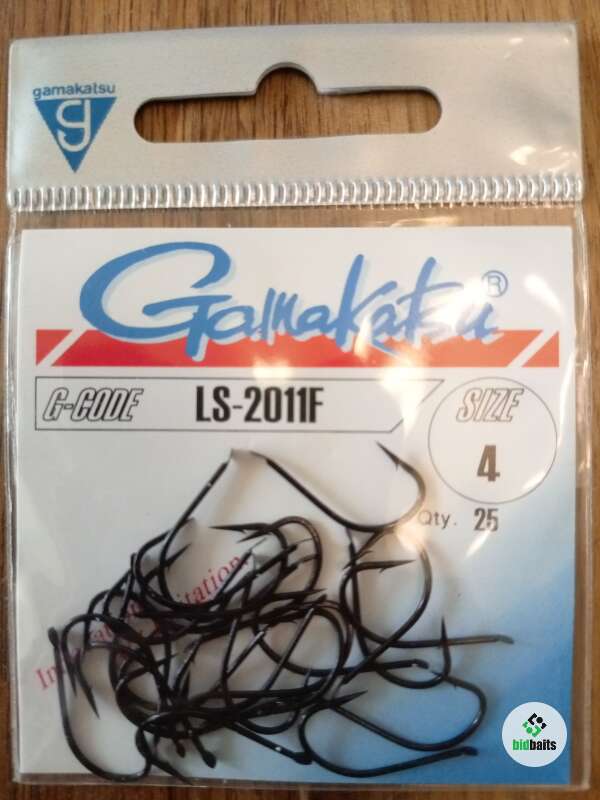 gamakatsu
g
Gamakatsu®
G-CODE
LS-2011F
SIZE
4
Qty. 25
bidbaits